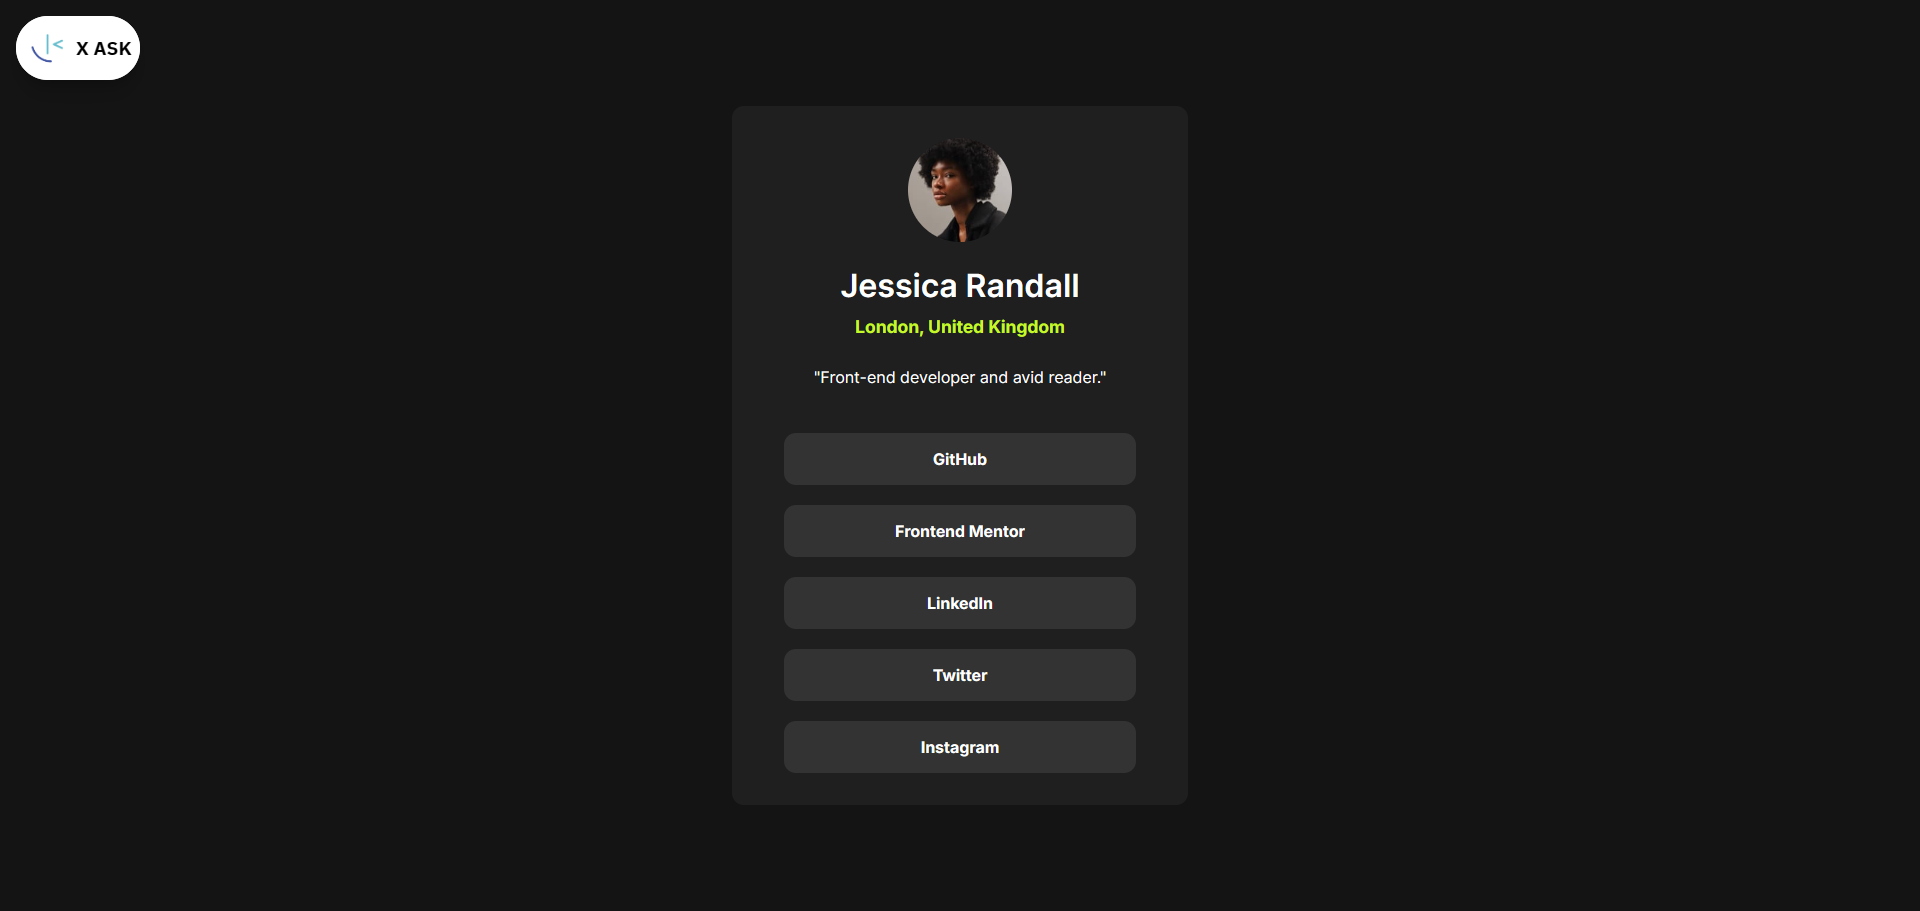 X ASK
Jessica Randall
London, United Kingdom
"Front-end developer and avid reader."
GitHub
Frontend Mentor
LinkedIn
Twitter
Instagram